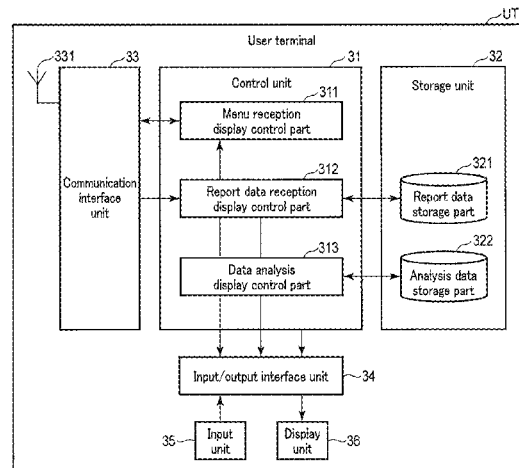 UT
User terminal
331
33
31
32
Control unit
Storage unit
311
Menu reception
display control part
312
321
Communication
interface
unit
Report data reception
display control part
Report data
storage part
313
322
Data analysis
display control part
Analysis data
storage part
Input/output interface unit
34
35
Input
unit
Display
unit
36